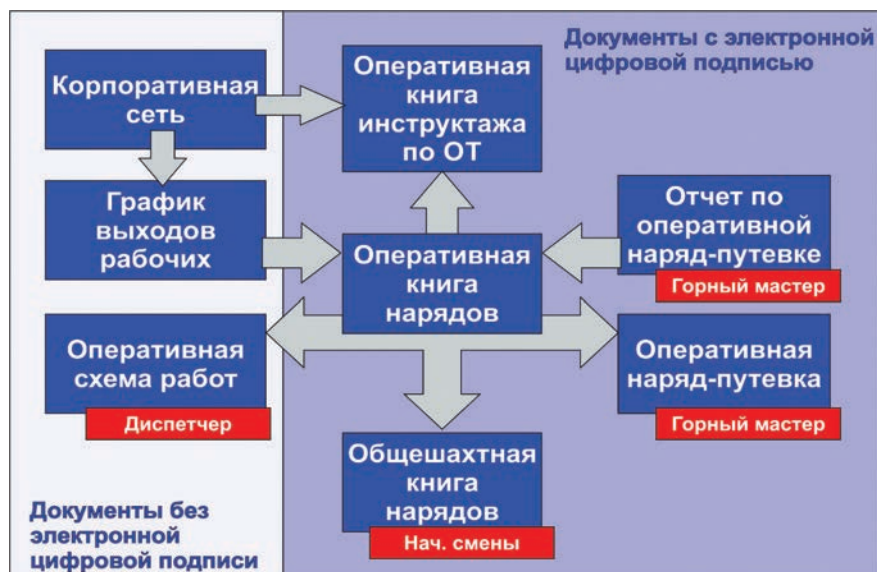 Документы с электронной
цифровой подписью
Корпоративная
сеть
Оперативная
книга
инструктажа
по ОТ
График
выходов
рабочих
Оперативная
книга
нарядов
Отчет по
оперативной
наряд-путевке
Горный мастер
Оперативная
схема работ
Диспетчер
Оперативная
наряд-путевка
Горный мастер
Общешахтная
книга
нарядов
Нач. смены
Документы без
электронной
цифровой подписи